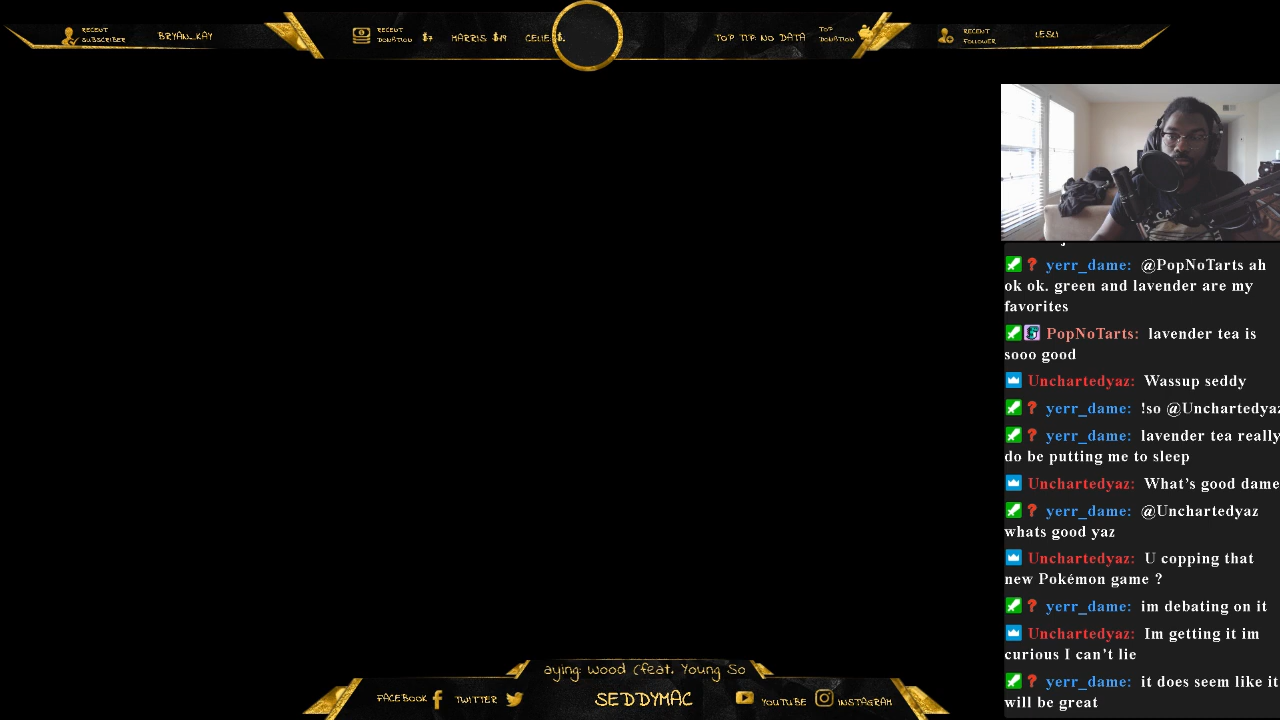 RECENT
SUBSCRIBER
BRYAN_KAY
RECENT
DONATION
$7 HARRIS $49 CELIE $
TOP TIP: NO DATA
TOP
DONATION
RECENT
FOLLOWER
LESLI
yerr_dame: @PopNoTarts ah
ok ok. green and lavender are my
favorites
PopNoTarts: lavender tea is
sooo good
Unchartedyaz: Wassup seddy
yerr_dame: !so @Unchartedyaz
yerr_dame: lavender tea really
do be putting me to sleep
Unchartedyaz: What's good dame
yerr_dame: @Unchartedyaz
whats good yaz
Unchartedyaz: U copping that
new Pokémon game ?
yerr_dame: im debating on it
Unchartedyaz: Im getting it im
curious I can't lie
yerr_dame: it does seem like it
will be great
aying: wood (feat. Young So
FACEBOOK TWITTER SEDDYMAC YOUTUBE INSTAGRAM